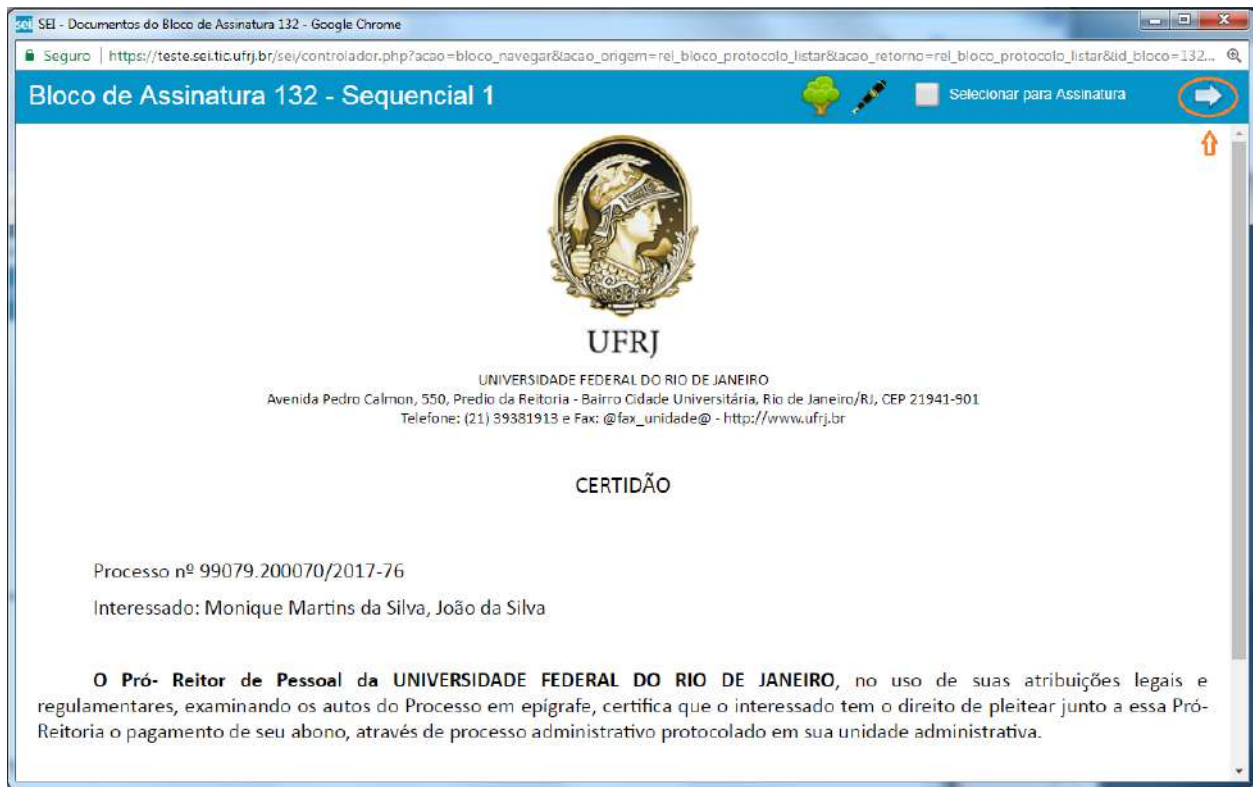 SEI - Documentos do Bloco de Assinatura 132 - Google Chrome
Seguro | https://teste.sei.tic.ufrj.br/sei/controlador.php?acao=bloco_navegar&acao_origem=rel_bloco_protocolo_listar&acao_retorno=rel_bloco_protocolo_listar&id_bloco=132...
Bloco de Assinatura 132 - Sequencial 1 Selecionar para Assinatura
UFRJ
UNIVERSIDADE FEDERAL DO RIO DE JANEIRO
Avenida Pedro Calmon, 550, Predio da Reitoria - Bairro Cidade Universitária, Rio de Janeiro/RJ, CEP 21941-901
Telefone: (21) 39381913 e Fax: @fax_unidade@ - http://www.ufrj.br
CERTIDÃO
Processo nº 99079.200070/2017-76
Interessado: Monique Martins da Silva, João da Silva
O Pró- Reitor de Pessoal da UNIVERSIDADE FEDERAL DO RIO DE JANEIRO, no uso de suas atribuições legais e
regulamentares, examinando os autos do Processo em epígrafe, certifica que o interessado tem o direito de pleitear junto a essa Pró-
Reitoria o pagamento de seu abono, através de processo administrativo protocolado em sua unidade administrativa.